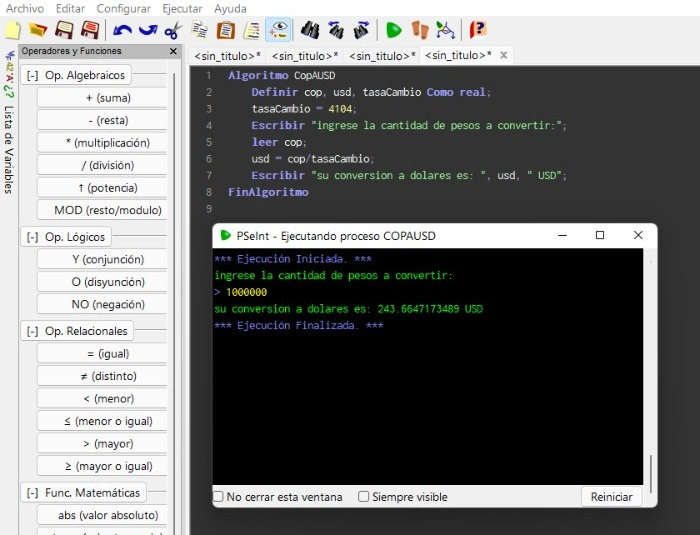 Archivo Editar Configurar Ejecutar Ayuda
Operadores y Funciones
Lista de Variables
[-] Op. Algebraicos
+ (suma)
- (resta)
* (multiplicación)
/ (división)
↑ (potencia)
MOD (resto/modulo)
[-] Op. Lógicos
Y (conjunción)
O (disyunción)
NO (negación)
[-] Op. Relacionales
= (igual)
≠ (distinto)
< (menor)
≤ (menor o igual)
> (mayor)
≥ (mayor o igual)
[-] Func. Matemáticas
abs (valor absoluto)
<sin_titulo>* <sin_titulo>* <sin_titulo>* <sin_titulo>* X
1 Algoritmo CopAUSD
2 Definir cop, usd, tasaCambio Como real;
3 tasaCambio = 4104;
4 Escribir "ingrese la cantidad de pesos a convertir:";
5 leer cop;
6 usd = cop/tasaCambio;
7 Escribir "su conversion a dolares es: ", usd, " USD";
8 FinAlgoritmo
9
PSeInt - Ejecutando proceso COPAUSD
*** Ejecución Iniciada. ***
ingrese la cantidad de pesos a convertir:
> 1000000
su conversion a dolares es: 243.6647173489 USD
*** Ejecución Finalizada. ***
No cerrar esta ventana Siempre visible Reiniciar